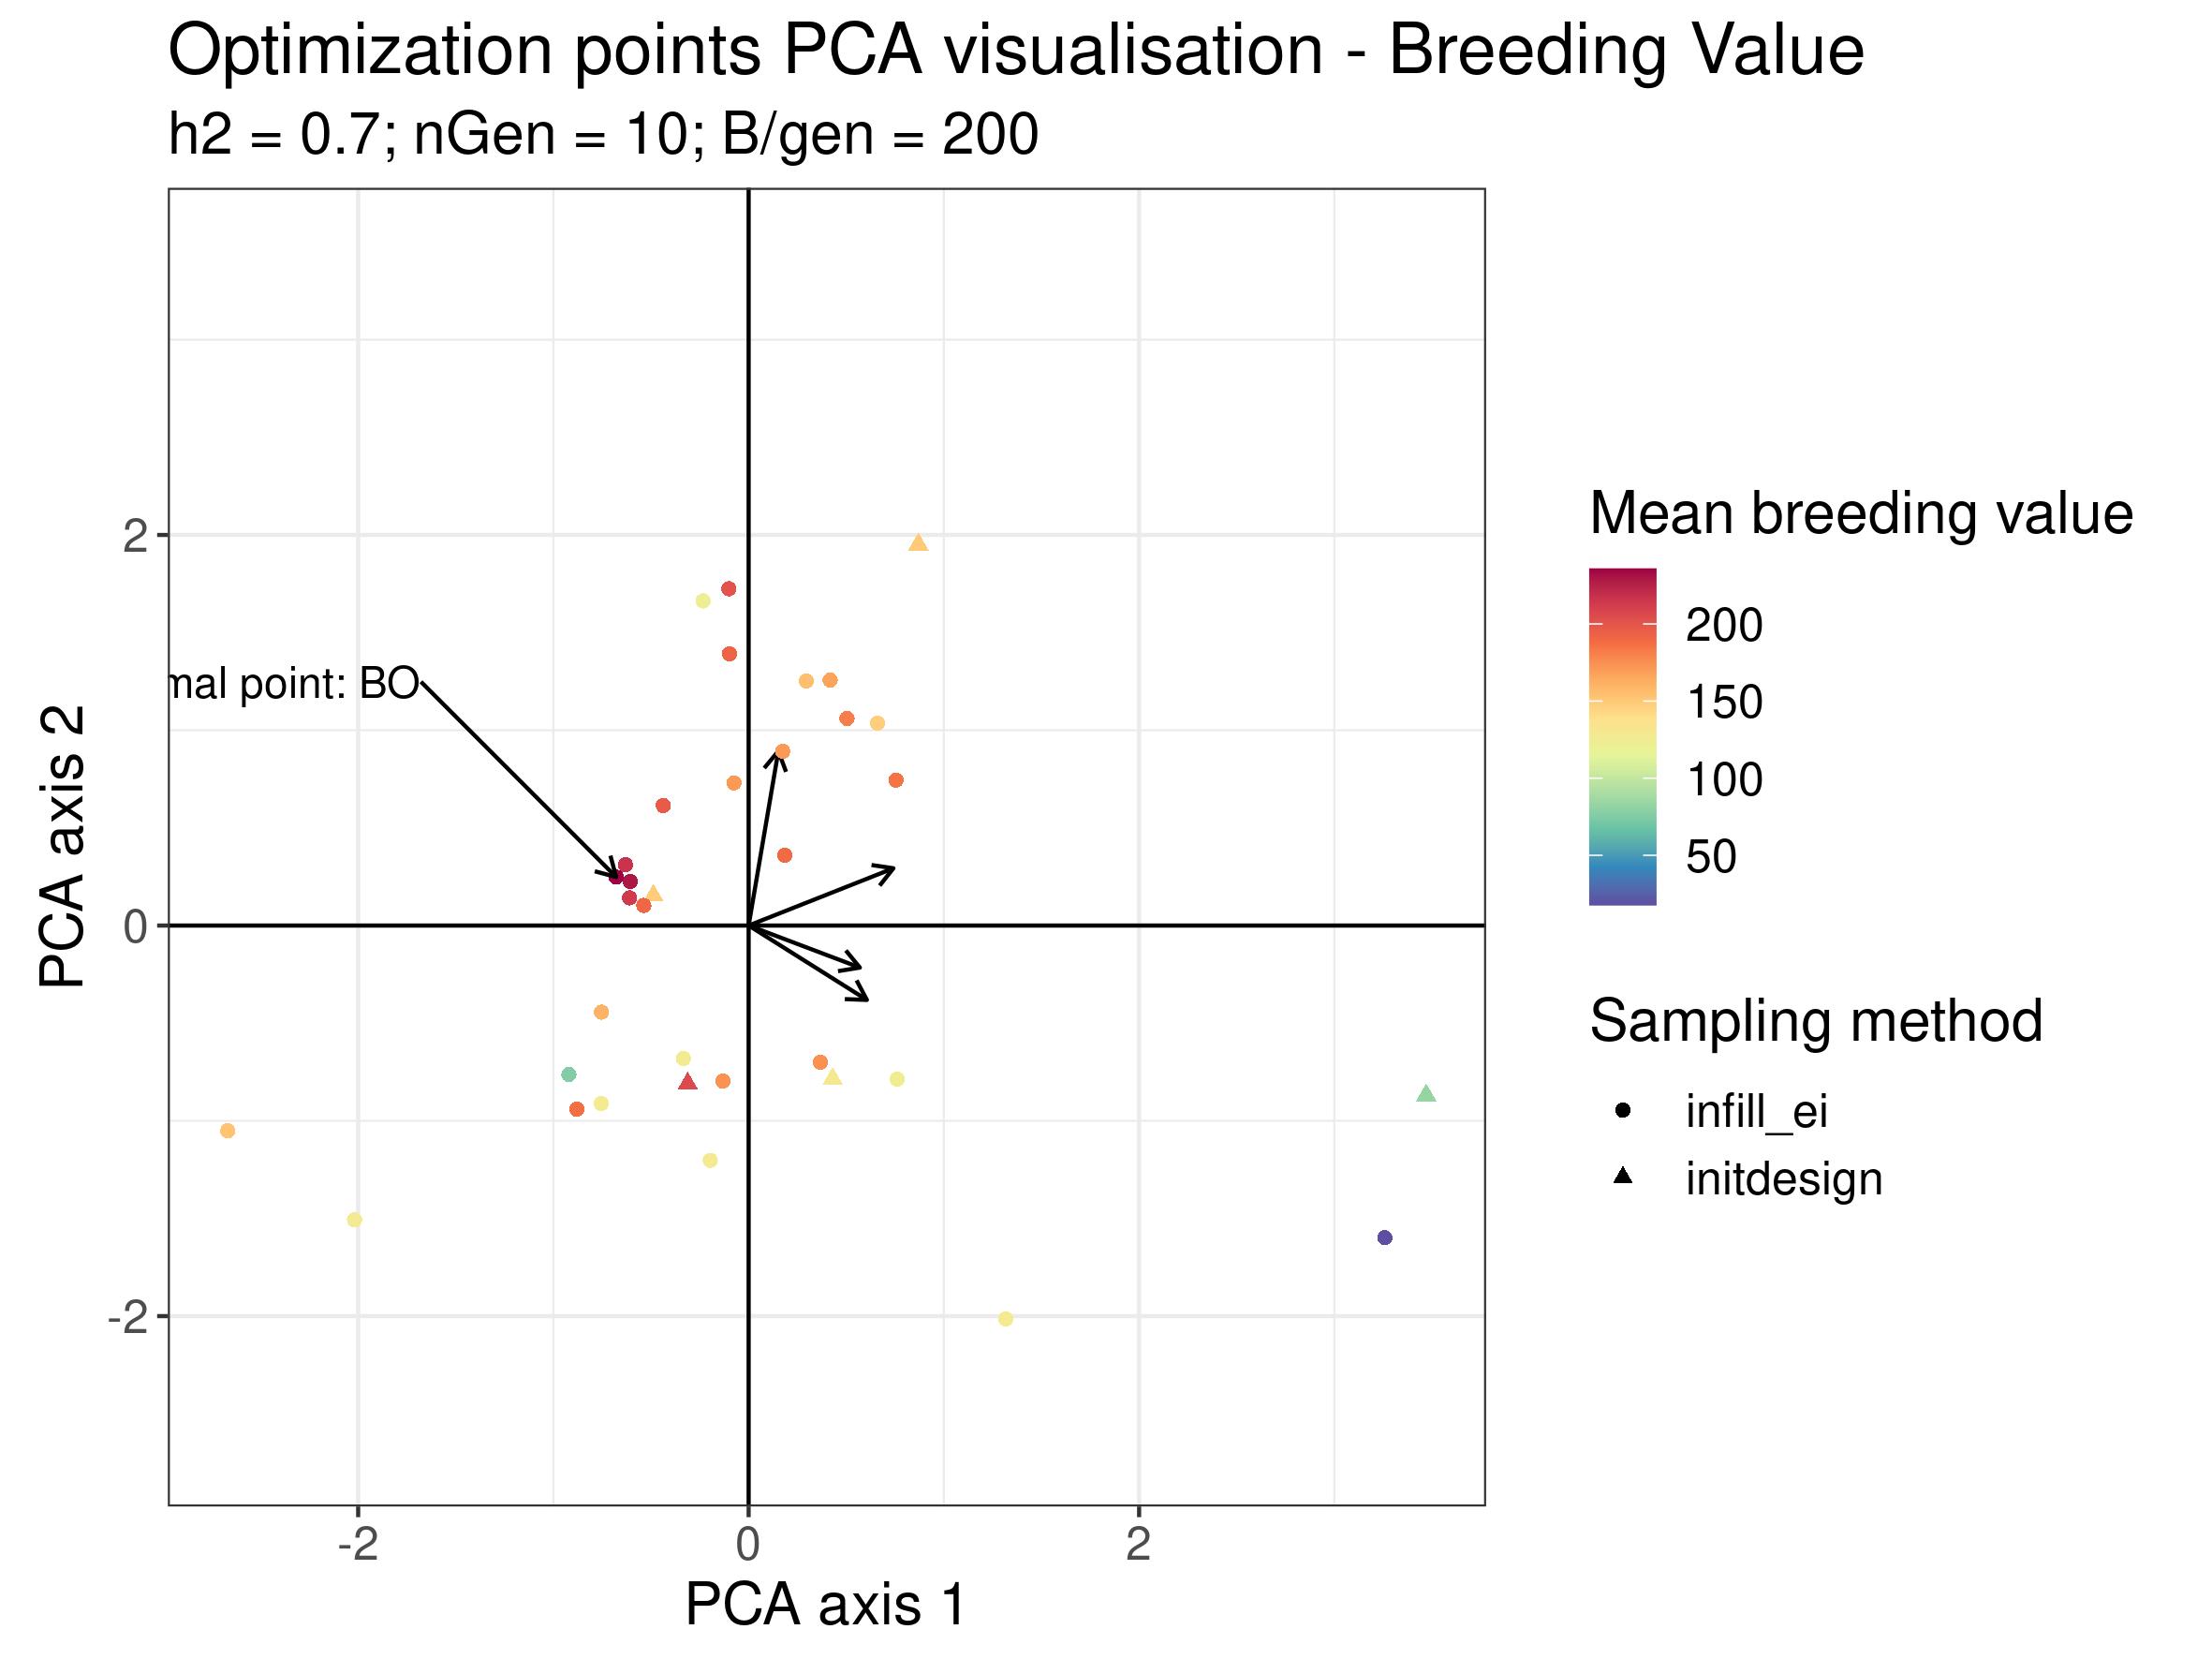 Optimization points PCA visualisation - Breeding Value
h2 = 0.7; nGen = 10; B/gen = 200
PCA axis 2
2
0
-2
mal point: BO
-2
0
2
PCA axis 1
Mean breeding value
200
150
100
50
Sampling method
infill_ei
initdesign